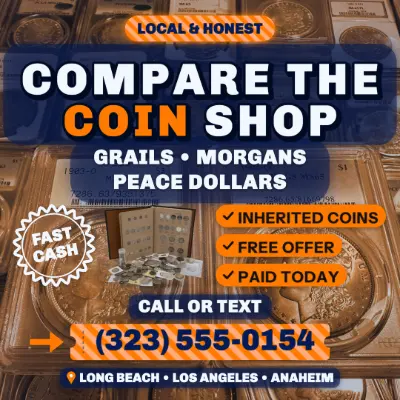 LOCAL & HONEST
COMPARE THE
COIN SHOP
GRAILS • MORGANS
PEACE DOLLARS
FAST
CASH
✓ INHERITED COINS
✓ FREE OFFER
✓ PAID TODAY
CALL OR TEXT
(323) 555-0154
LONG BEACH • LOS ANGELES • ANAHEIM